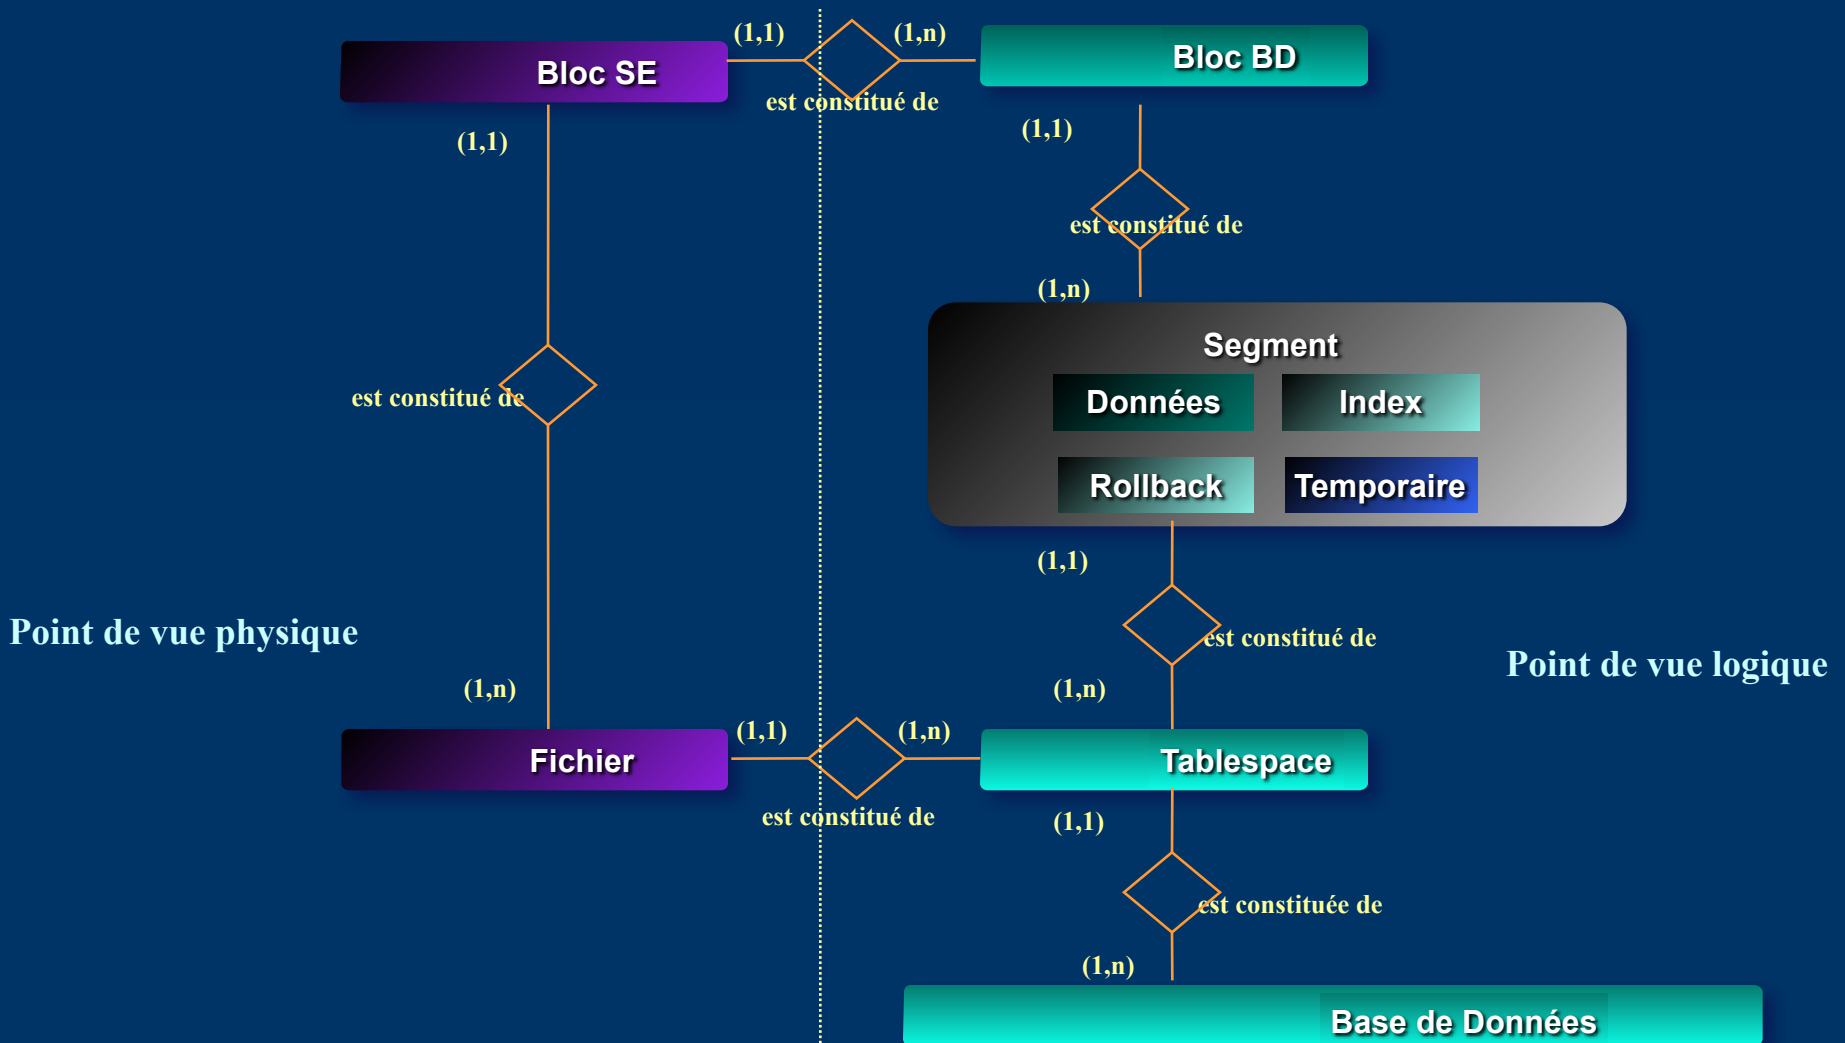 (1,1)
(1,n)
Bloc SE
Bloc BD
est constitué de
(1,1)
(1,1)
est constitué de
(1,n)
Segment
est constitué de
Données
Index
Rollback
Temporaire
(1,1)
Point de vue physique
est constitué de
Point de vue logique
(1,n)
(1,n)
(1,1)
(1,n)
Fichier
Tablespace
est constitué de
(1,1)
est constituée de
(1,n)
Base de Données